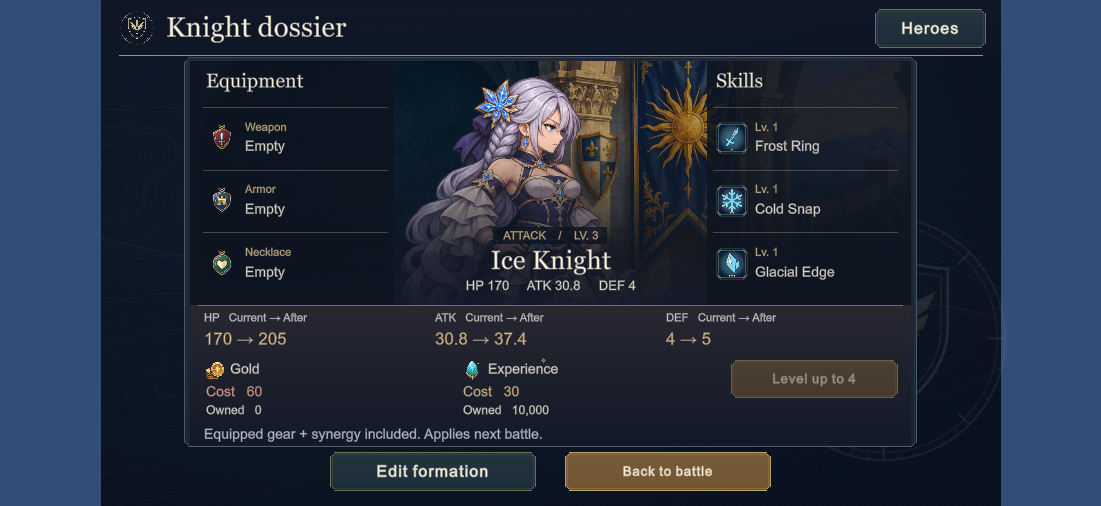 Knight dossier
Heroes
Equipment
Weapon
Empty
Armor
Empty
Necklace
Empty
ATTACK / LV. 3
Ice Knight
HP 170 ATK 30.8 DEF 4
Skills
Lv. 1
Frost Ring
Lv. 1
Cold Snap
Lv. 1
Glacial Edge
HP Current → After
170 → 205
ATK Current → After
30.8 → 37.4
DEF Current → After
4 → 5
Gold
Cost 60
Owned 0
Experience
Cost 30
Owned 10,000
Level up to 4
Equipped gear + synergy included. Applies next battle.
Edit formation
Back to battle